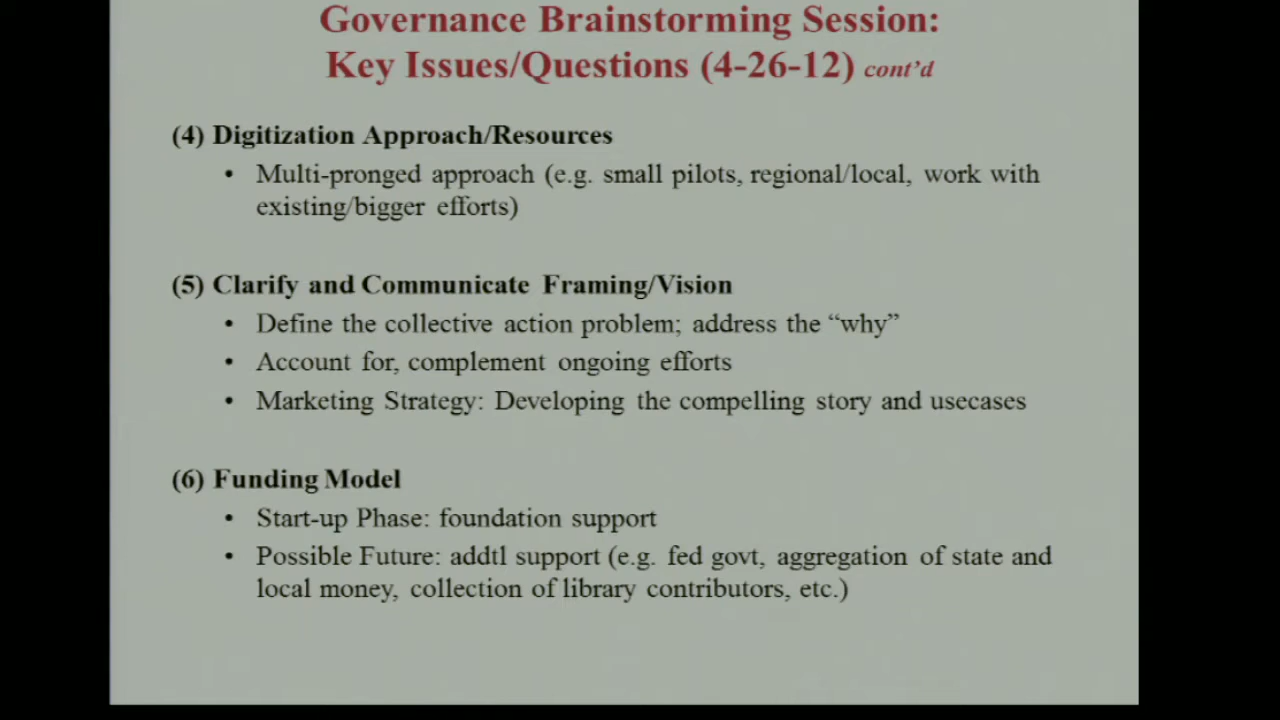 Governance Brainstorming Session:
Key Issues/Questions (4-26-12) cont’d
(4) Digitization Approach/Resources
• Multi-pronged approach (e.g. small pilots, regional/local, work with
existing/bigger efforts)
(5) Clarify and Communicate Framing/Vision
• Define the collective action problem; address the “why”
• Account for, complement ongoing efforts
• Marketing Strategy: Developing the compelling story and usecases
(6) Funding Model
• Start-up Phase: foundation support
• Possible Future: addtl support (e.g. fed govt, aggregation of state and
local money, collection of library contributors, etc.)